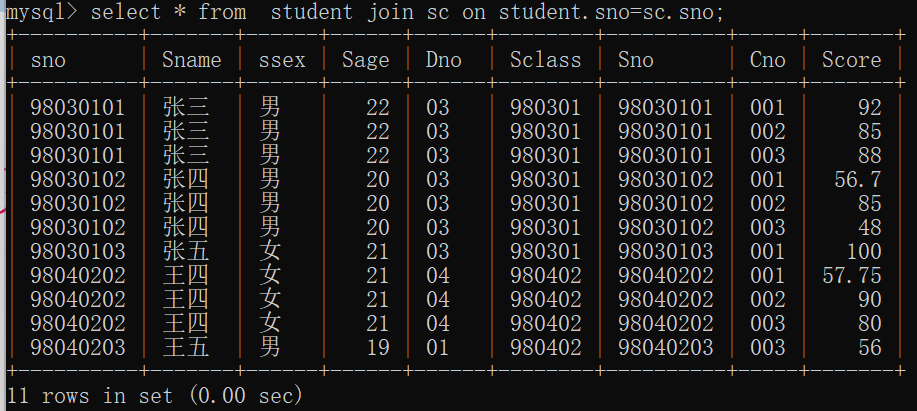 mysql> select * from  student join sc on student.sno=sc.sno;
+----------+-------+------+------+------+--------+----------+-----+-------+
| sno      | Sname | ssex | Sage | Dno  | Sclass | Sno      | Cno | Score |
+----------+-------+------+------+------+--------+----------+-----+-------+
| 98030101 | 张三  | 男   |   22 | 03   | 980301 | 98030101 | 001 |    92 |
| 98030101 | 张三  | 男   |   22 | 03   | 980301 | 98030101 | 002 |    85 |
| 98030101 | 张三  | 男   |   22 | 03   | 980301 | 98030101 | 003 |    88 |
| 98030102 | 张四  | 男   |   20 | 03   | 980301 | 98030102 | 001 |  56.7 |
| 98030102 | 张四  | 男   |   20 | 03   | 980301 | 98030102 | 002 |    85 |
| 98030102 | 张四  | 男   |   20 | 03   | 980301 | 98030102 | 003 |    48 |
| 98030103 | 张五  | 女   |   21 | 03   | 980301 | 98030103 | 001 |   100 |
| 98040202 | 王四  | 女   |   21 | 04   | 980402 | 98040202 | 001 | 57.75 |
| 98040202 | 王四  | 女   |   21 | 04   | 980402 | 98040202 | 002 |    90 |
| 98040202 | 王四  | 女   |   21 | 04   | 980402 | 98040202 | 003 |    80 |
| 98040203 | 王五  | 男   |   19 | 01   | 980402 | 98040203 | 003 |    56 |
+----------+-------+------+------+------+--------+----------+-----+-------+
11 rows in set (0.00 sec)